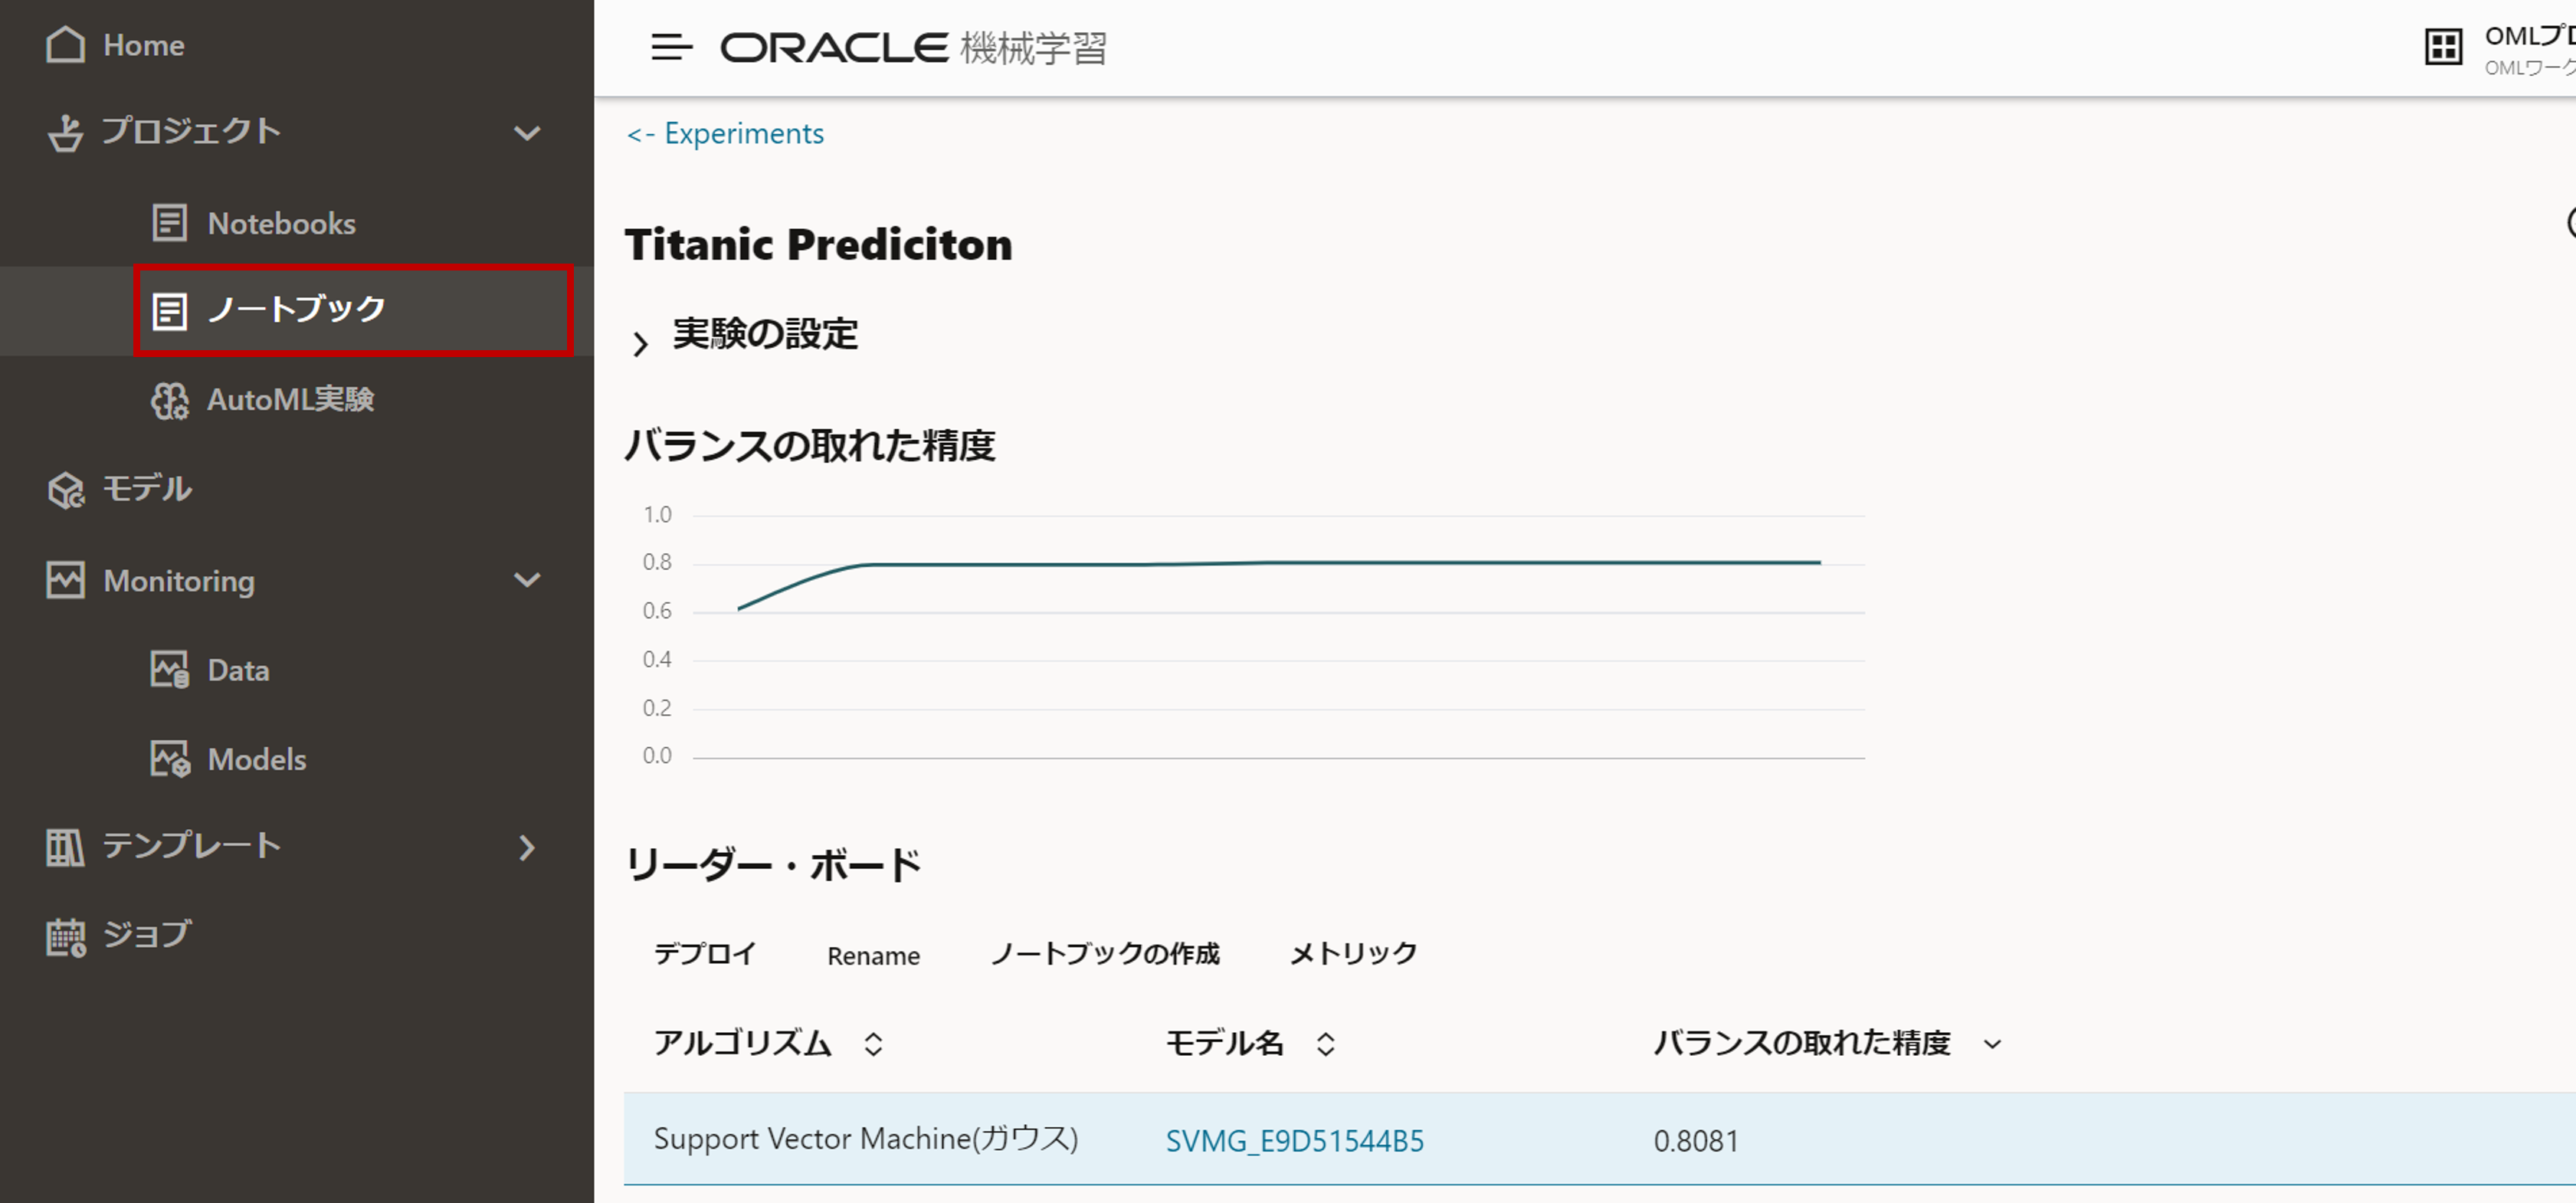 Home
プロジェクト
Notebooks
ノートブック
AutoML実験
モデル
Monitoring
Data
Models
テンプレート
ジョブ
ORACLE 機械学習
OMLプロ
OMLワーク
<- Experiments
Titanic Prediciton
実験の設定
バランスの取れた精度
1.0
0.8
0.6
0.4
0.2
0.0
リーダー・ボード
デプロイ Rename ノートブックの作成 メトリック
アルゴリズム モデル名 バランスの取れた精度
Support Vector Machine(ガウス) SVMG_E9D51544B5 0.8081